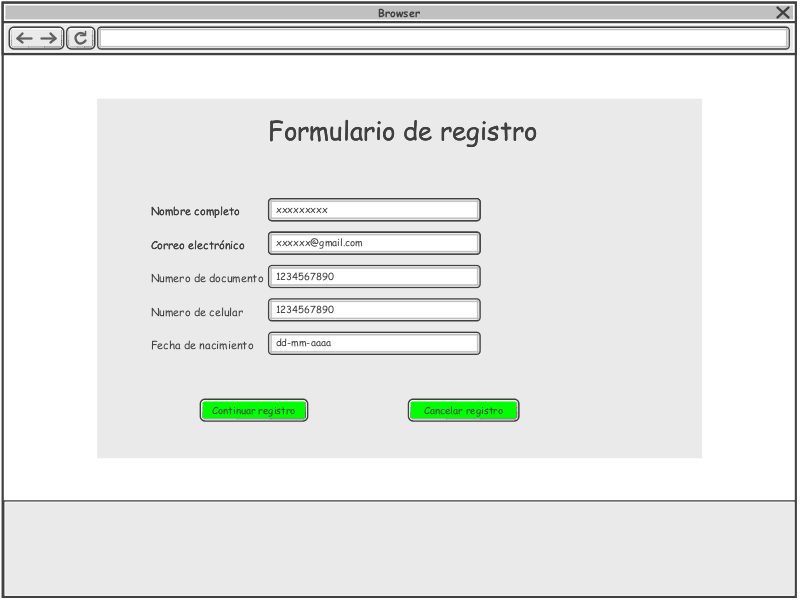 Browser
Formulario de registro
Nombre completo xxxxxxxxx
Correo electrónico xxxxxx@gmail.com
Numero de documento 1234567890
Numero de celular 1234567890
Fecha de nacimiento dd-mm-aaaa
Continuar registro Cancelar registro